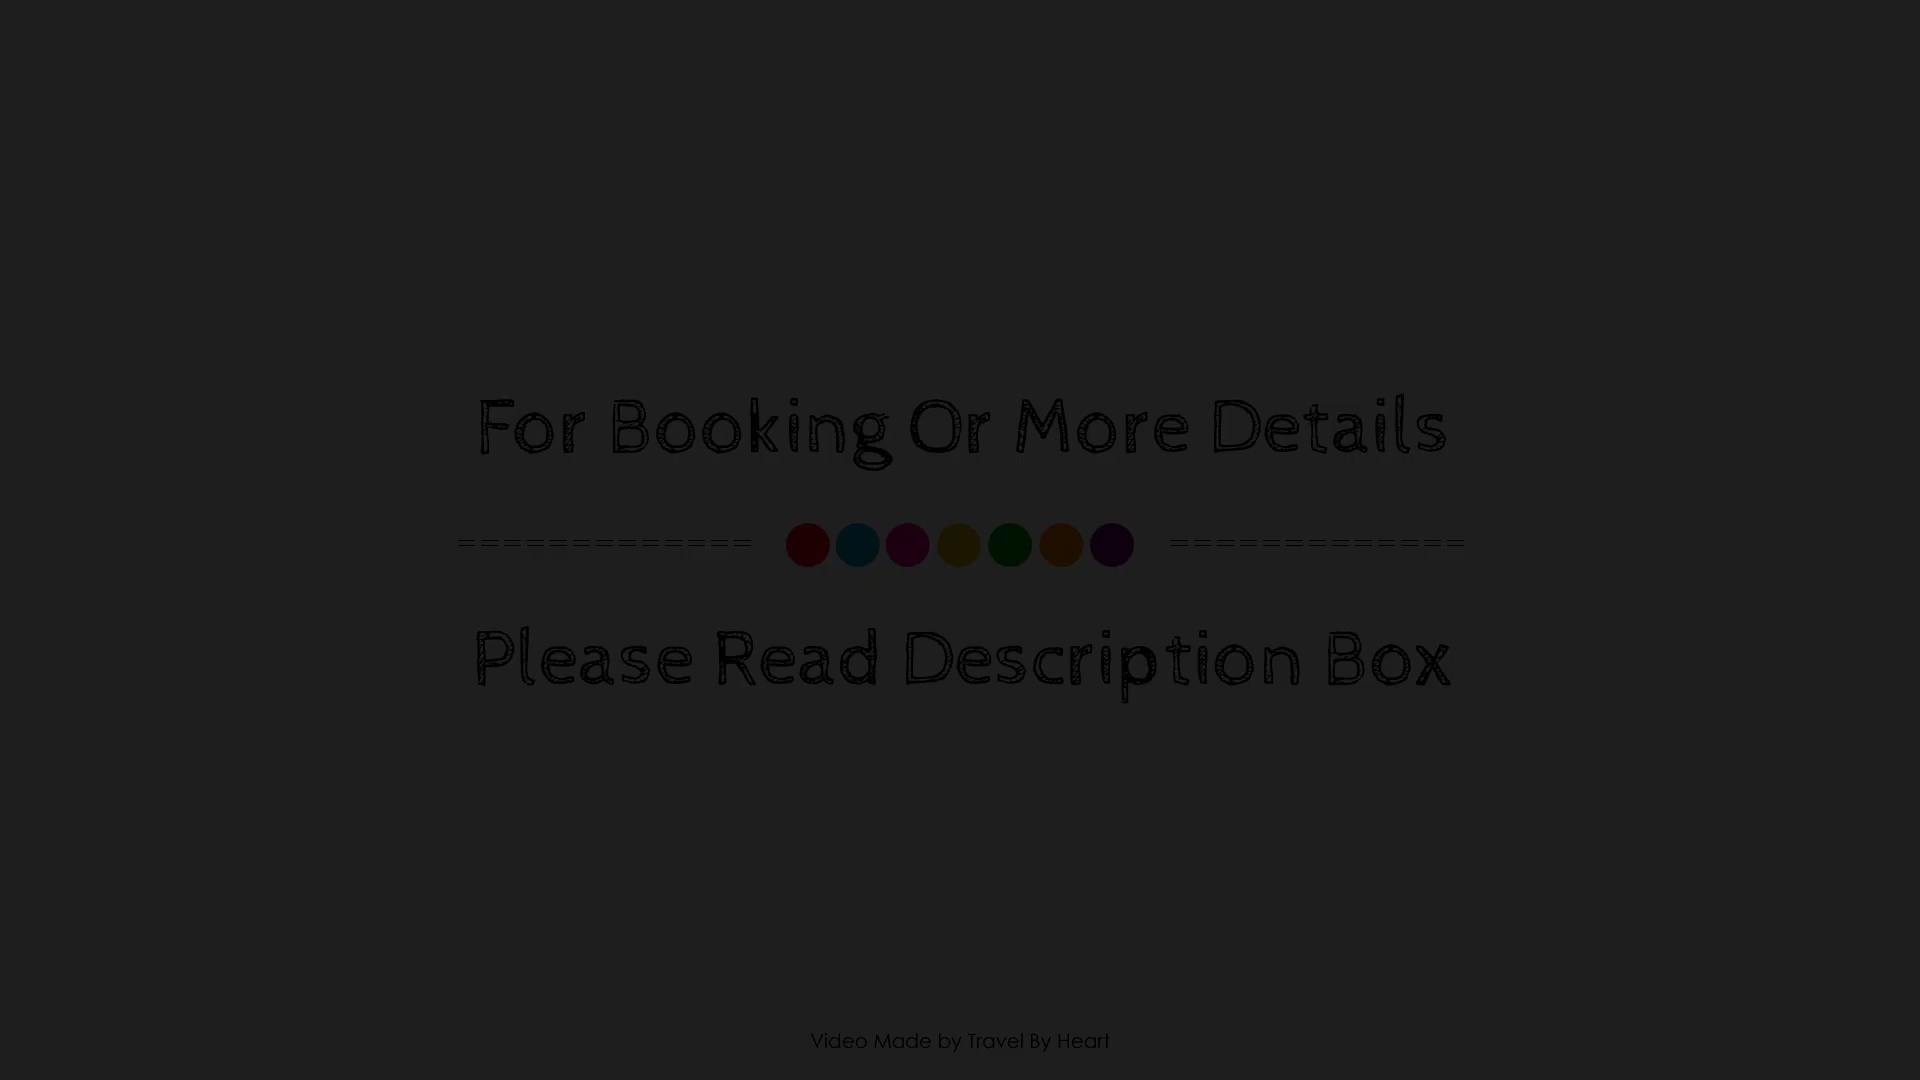 For Booking Or More Details
============= =============
Please Read Description Box
Video Made by Travel By Heart